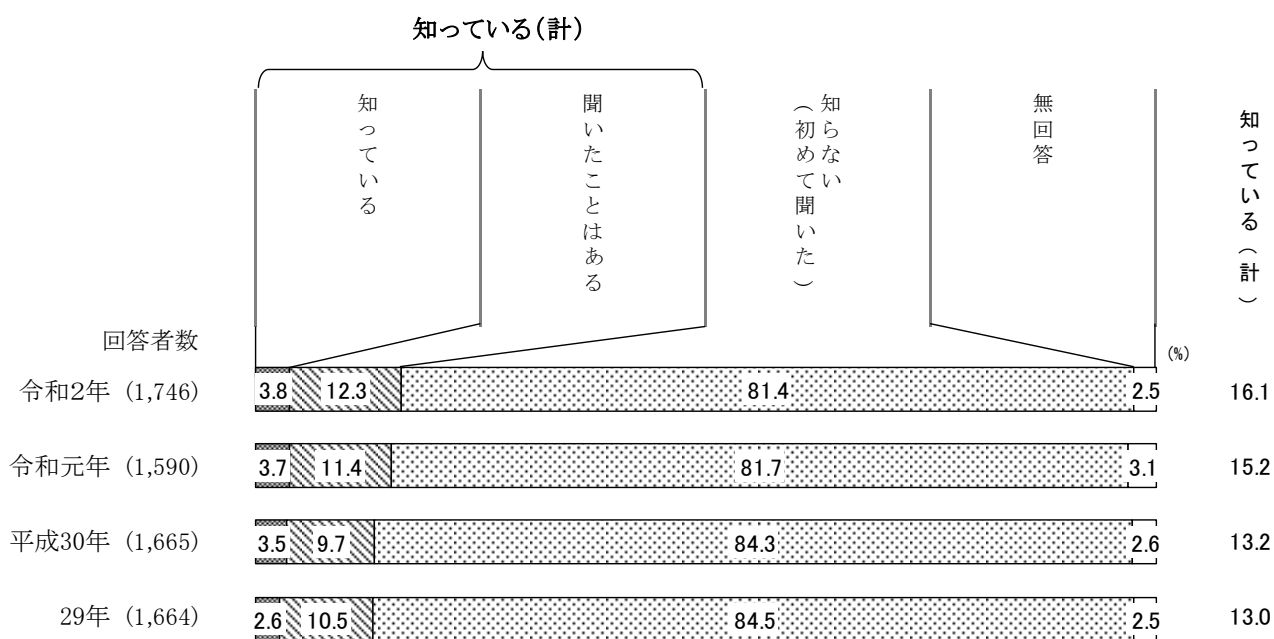 知っている(計)
知っている
聞いたことはある
知らない
（初めて聞いた）
無回答
知っている（計）
回答者数
(%)
令和2年 (1,746) 3.8 12.3 81.4 2.5 16.1
令和元年 (1,590) 3.7 11.4 81.7 3.1 15.2
平成30年 (1,665) 3.5 9.7 84.3 2.6 13.2
29年 (1,664) 2.6 10.5 84.5 2.5 13.0